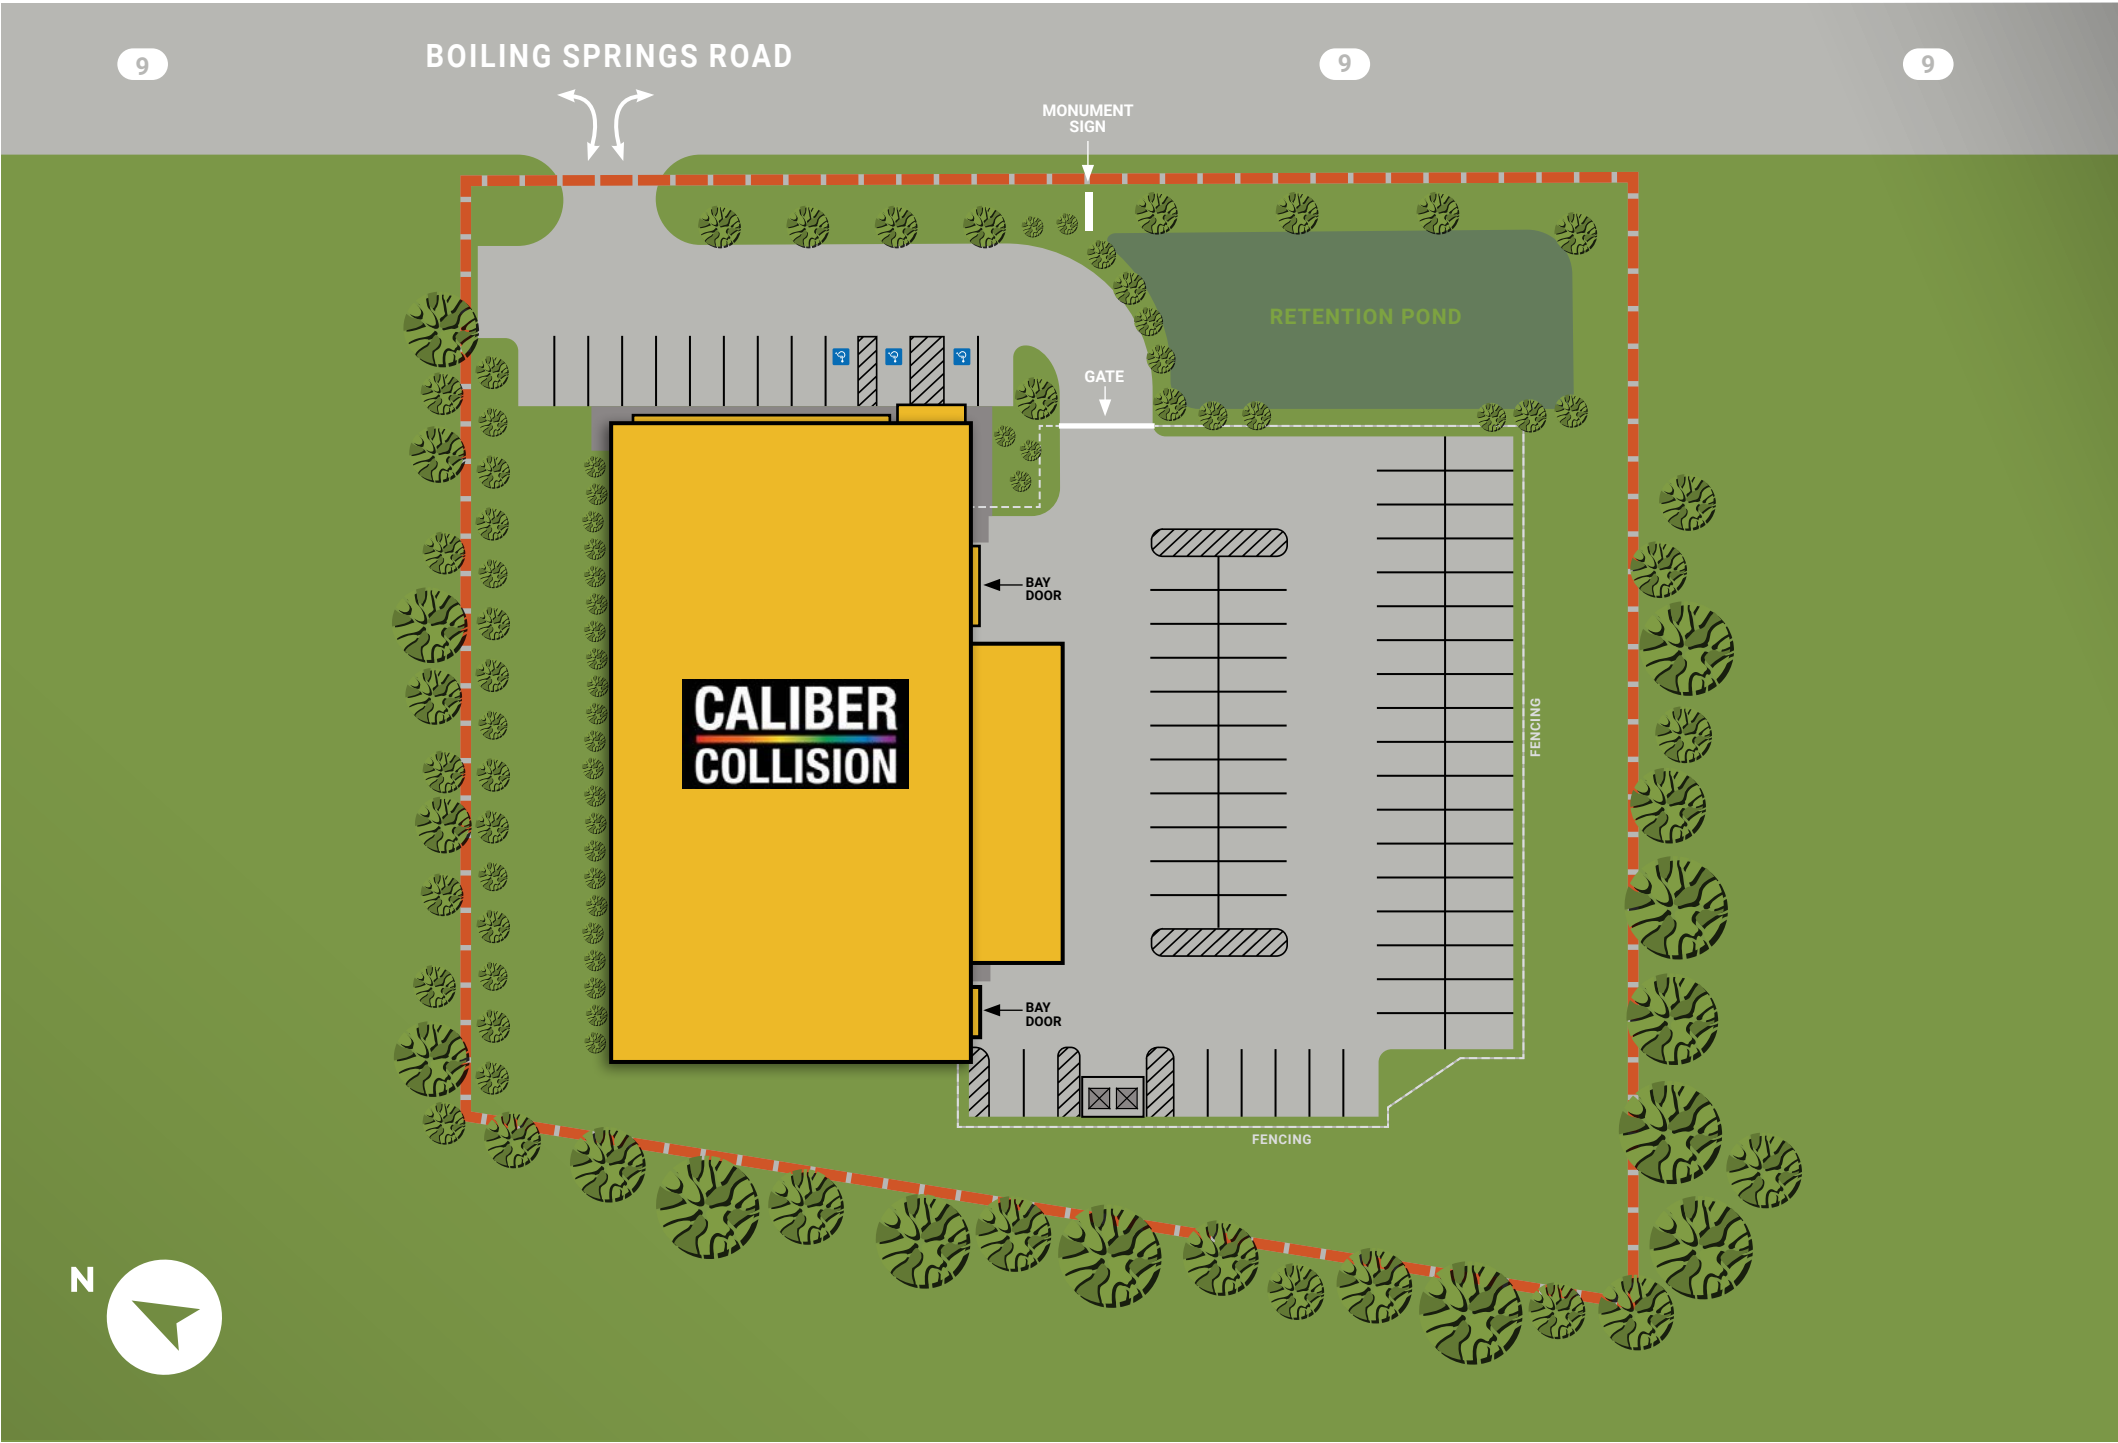 BOILING SPRINGS ROAD
9
9
9
MONUMENT
SIGN
RETENTION POND
GATE
BAY
DOOR
CALIBER
COLLISION
FENCING
BAY
DOOR
FENCING
N